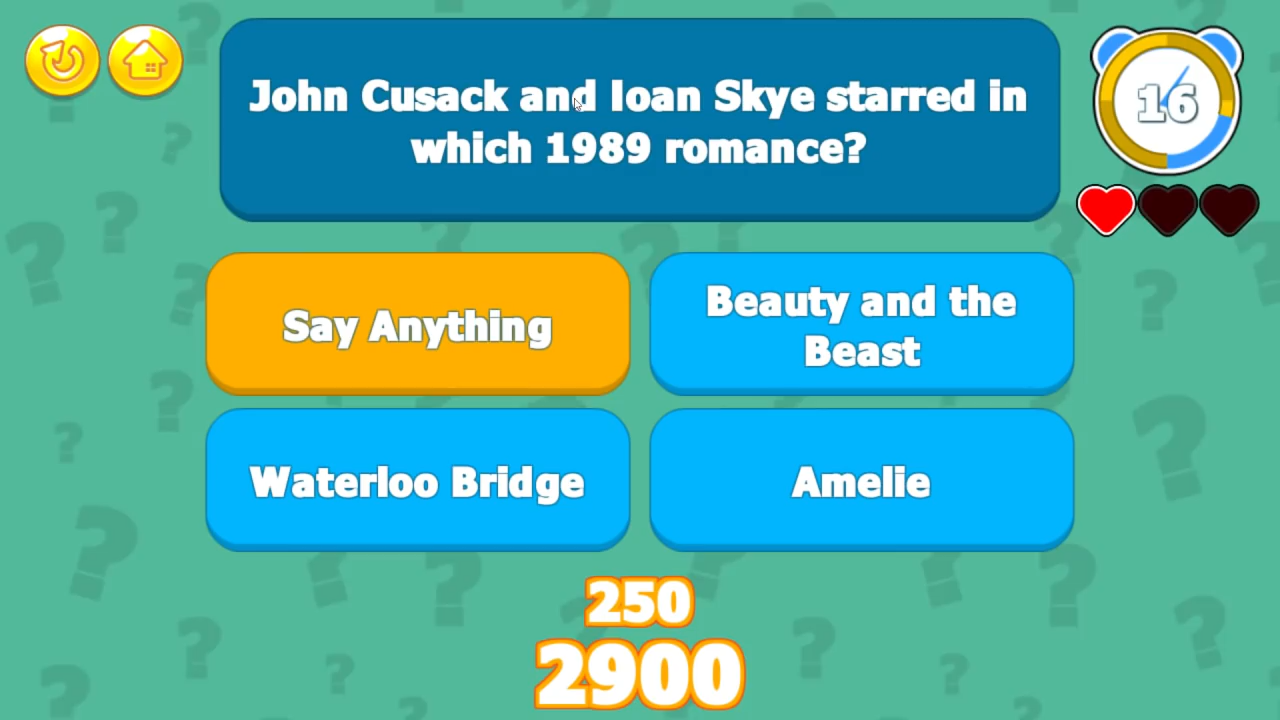 John Cusack and Ioan Skye starred in
which 1989 romance?
16
Say Anything
Beauty and the
Beast
Waterloo Bridge
Amelie
250
2900